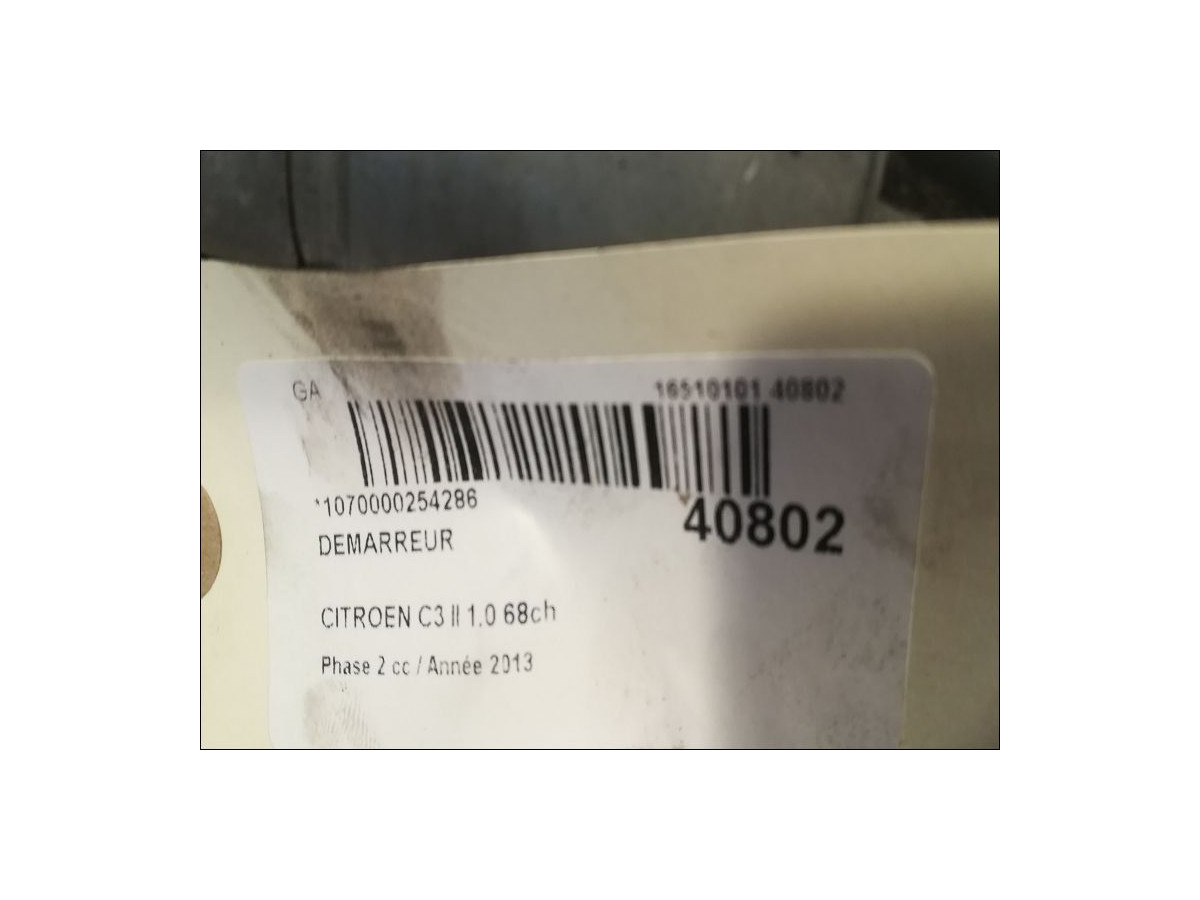 GA 16510101 40802
*1070000254286
40802
DEMARREUR
CITROEN C3 II 1.0 68ch
Phase 2 cc / Année 2013